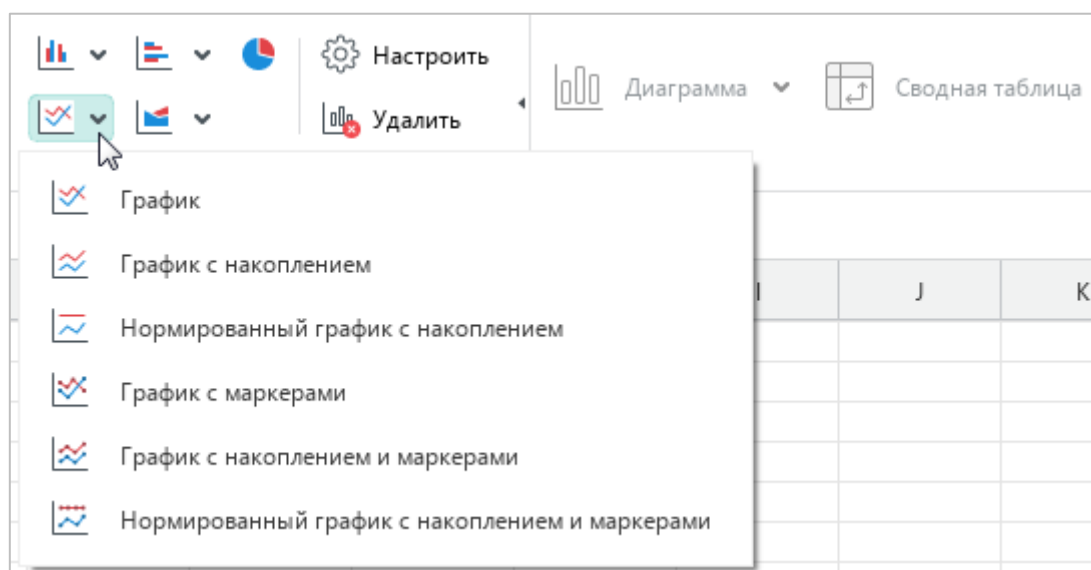 Настроить
Удалить
Диаграмма
Сводная таблица
График
График с накоплением
Нормированный график с накоплением
График с маркерами
График с накоплением и маркерами
Нормированный график с накоплением и маркерами
I
J
K